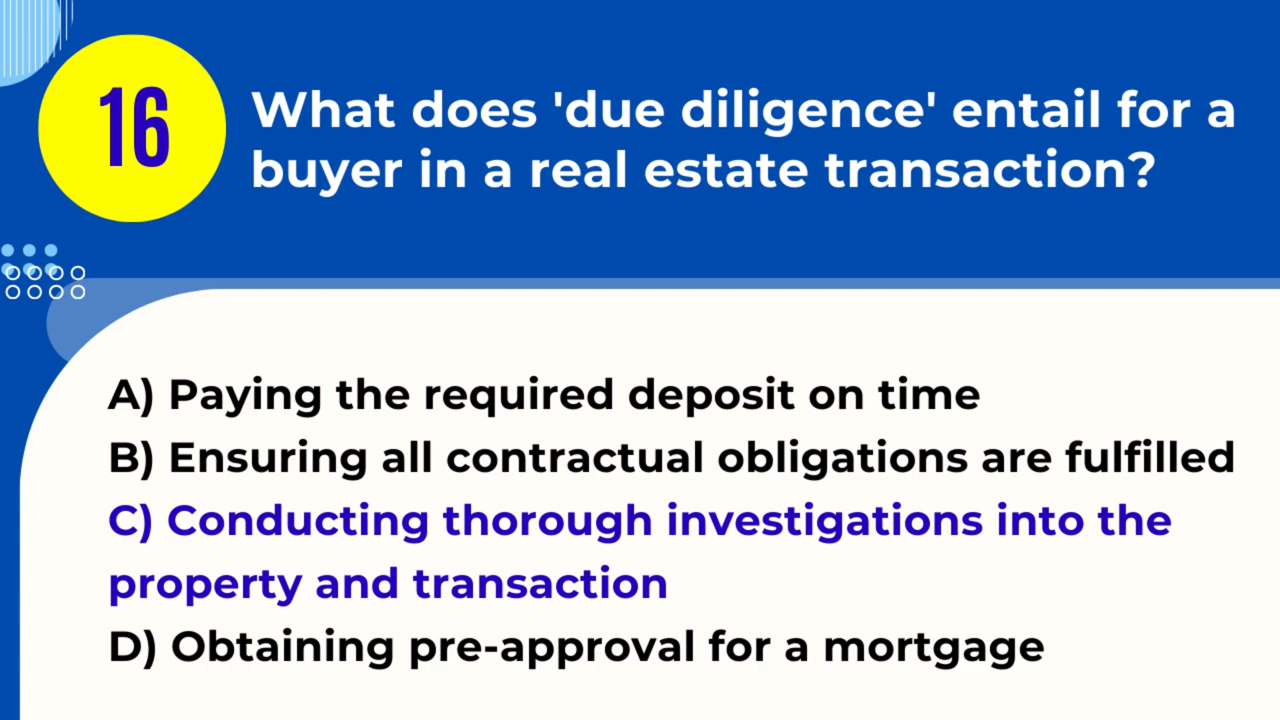 16
What does 'due diligence' entail for a
buyer in a real estate transaction?
A) Paying the required deposit on time
B) Ensuring all contractual obligations are fulfilled
C) Conducting thorough investigations into the
property and transaction
D) Obtaining pre-approval for a mortgage